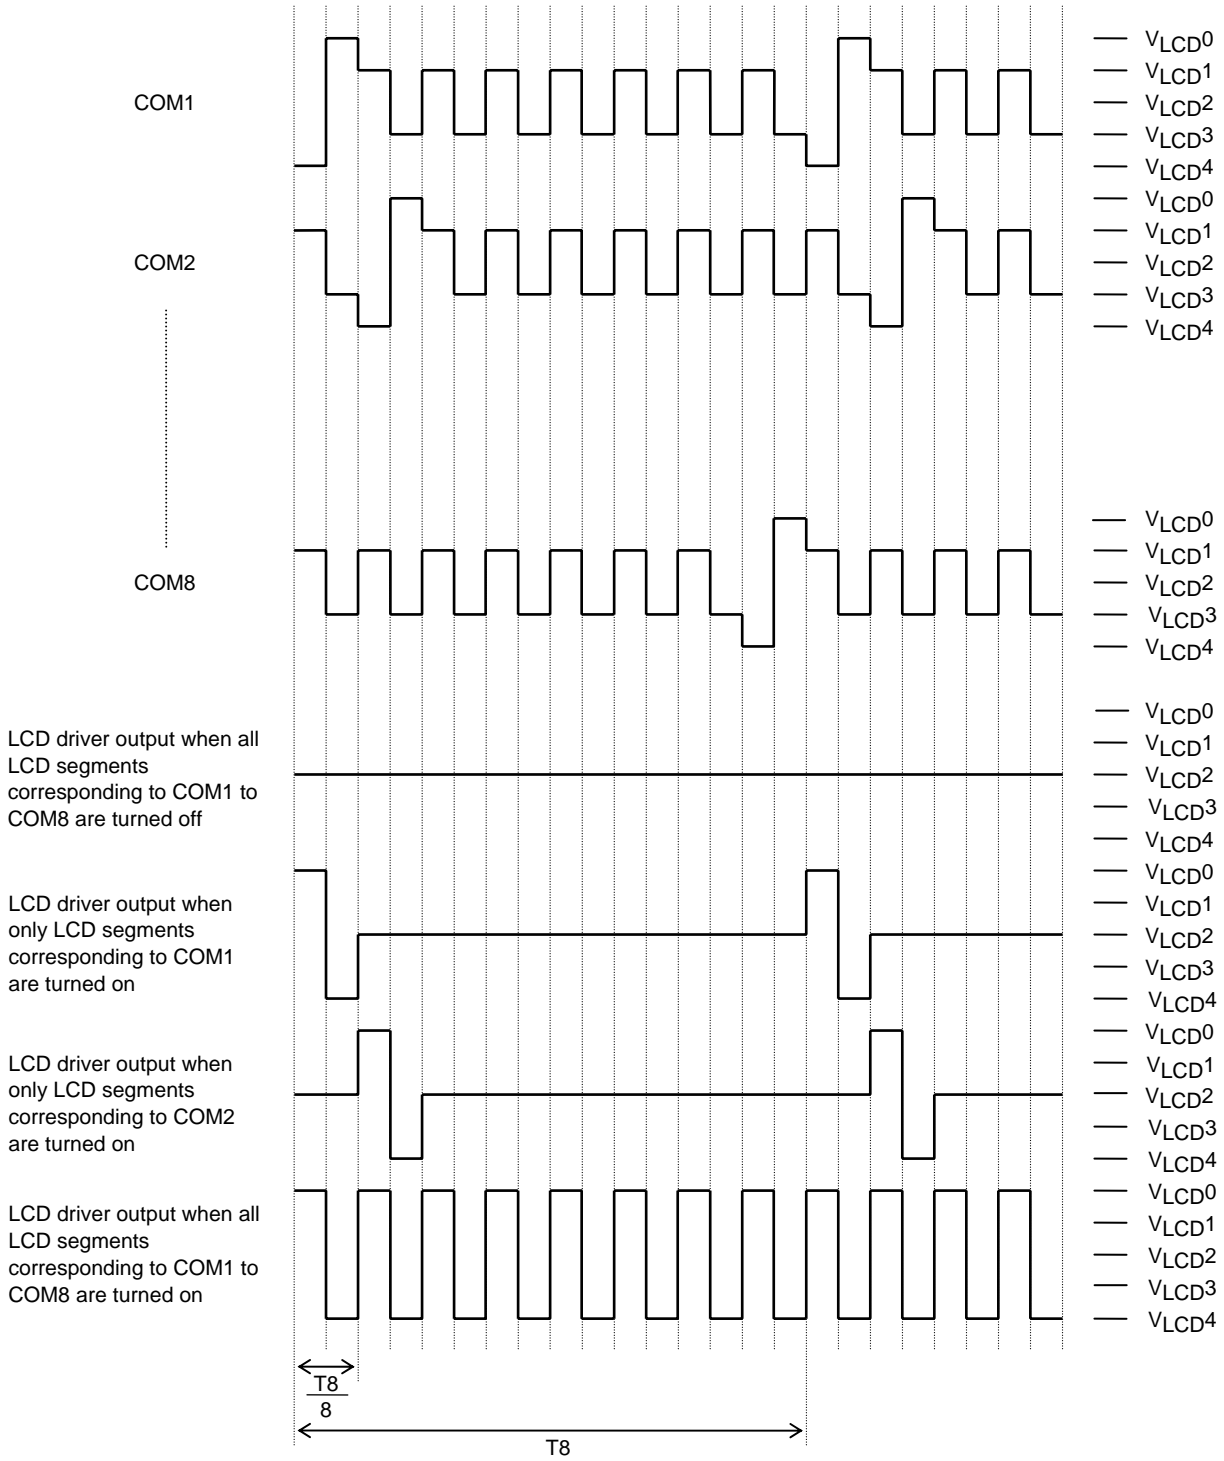 COM1
VLCD0
VLCD1
VLCD2
VLCD3
VLCD4
COM2
VLCD0
VLCD1
VLCD2
VLCD3
VLCD4
COM8
VLCD0
VLCD1
VLCD2
VLCD3
VLCD4
LCD driver output when all
LCD segments
corresponding to COM1 to
COM8 are turned off
VLCD0
VLCD1
VLCD2
VLCD3
VLCD4
LCD driver output when
only LCD segments
corresponding to COM1
are turned on
VLCD0
VLCD1
VLCD2
VLCD3
VLCD4
LCD driver output when
only LCD segments
corresponding to COM2
are turned on
VLCD0
VLCD1
VLCD2
VLCD3
VLCD4
LCD driver output when all
LCD segments
corresponding to COM1 to
COM8 are turned on
VLCD0
VLCD1
VLCD2
VLCD3
VLCD4
T8
8
T8